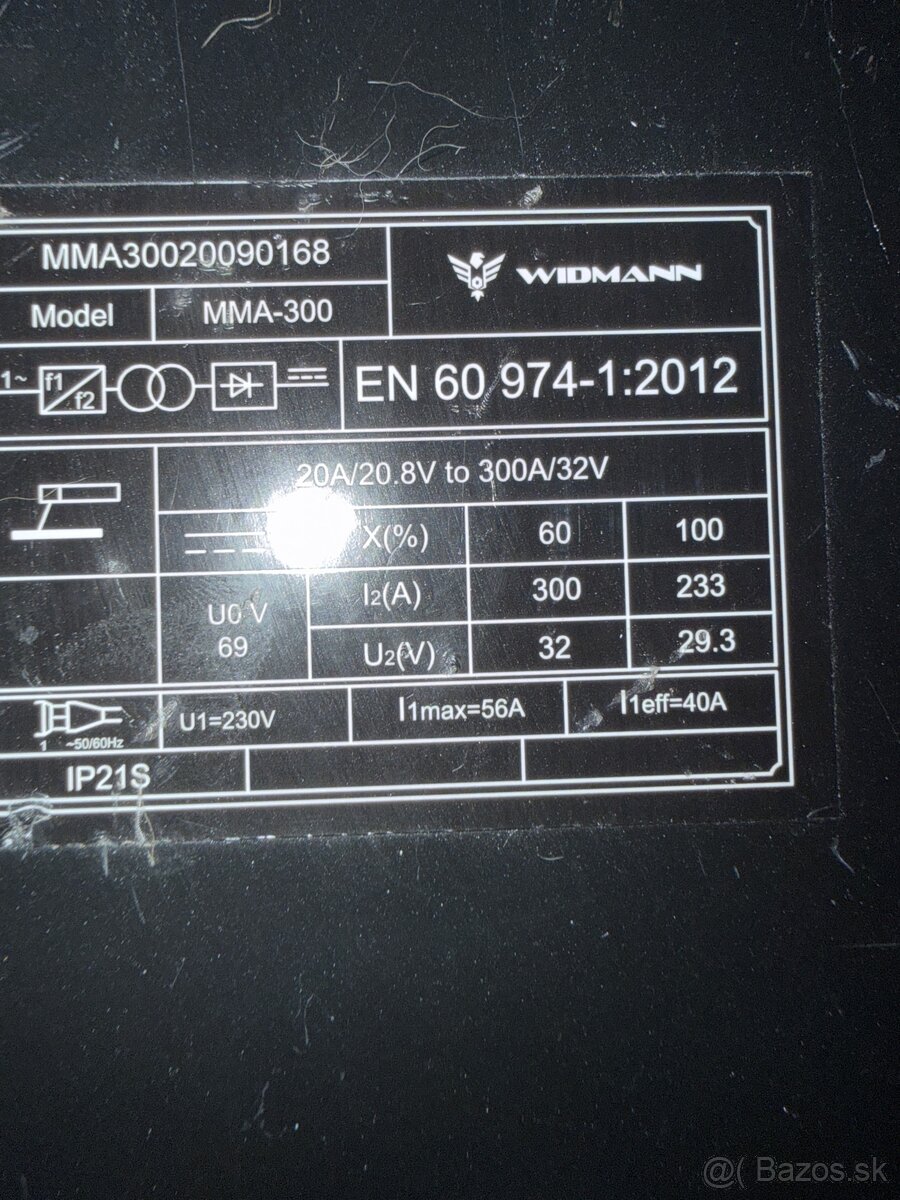 MMA30020090168
WIDMANN
Model MMA-300
1~ f1 f2
EN 60 974-1:2012
20A/20.8V to 300A/32V
X(%) 60 100
U0 V
69
I2(A) 300 233
U2(V) 32 29.3
1 ~50/60Hz
U1=230V I1max=56A I1eff=40A
IP21S
@( Bazos.sk